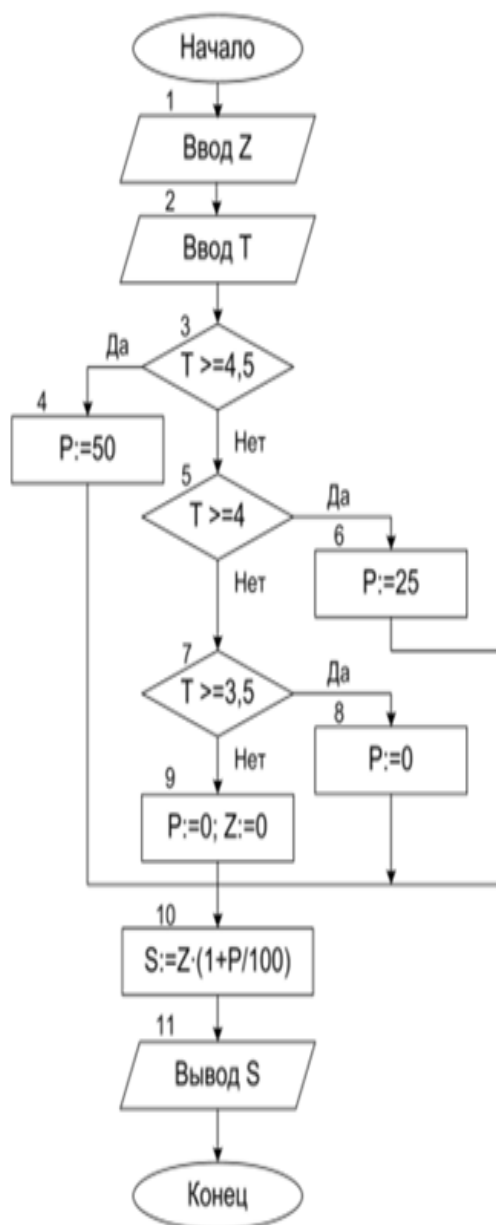 Начало
1
Ввод Z
2
Ввод T
3
Да
T >=4,5
4
P:=50
Нет
5
Да
T >=4
6
P:=25
Нет
7
Да
T >=3,5
8
P:=0
Нет
9
P:=0; Z:=0
10
S:=Z·(1+P/100)
11
Вывод S
Конец